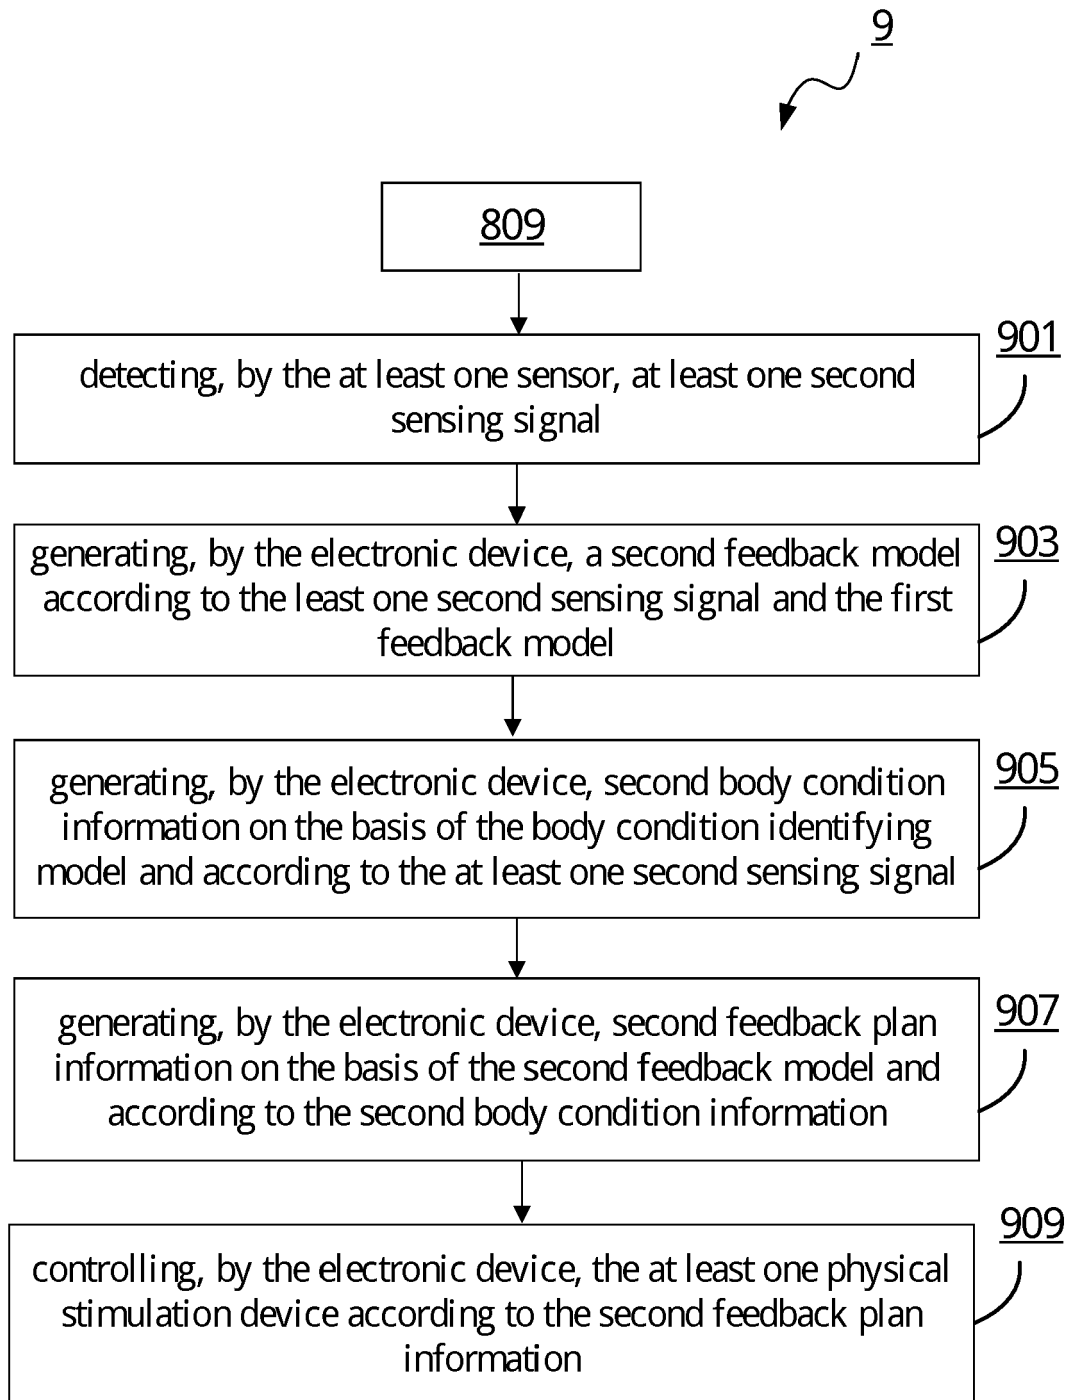 9
809
901
detecting, by the at least one sensor, at least one second
sensing signal
903
generating, by the electronic device, a second feedback model
according to the least one second sensing signal and the first
feedback model
905
generating, by the electronic device, second body condition
information on the basis of the body condition identifying
model and according to the at least one second sensing signal
907
generating, by the electronic device, second feedback plan
information on the basis of the second feedback model and
according to the second body condition information
909
controlling, by the electronic device, the at least one physical
stimulation device according to the second feedback plan
information